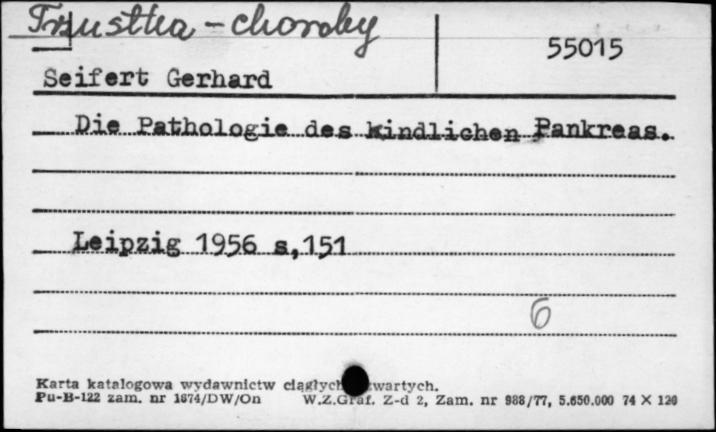 Trzustka - choroby
55015
Seifert Gerhard
Die Pathologie des kindlichen Pankreas.
Leipzig 1956 s,151
6
Karta katalogowa wydawnictw ciągłych wartych.
Pu-B-122 zam. nr 1674/DW/On W.Z.Graf. Z-d 2, Zam. nr 988/77, 5.650.000 74 X 120